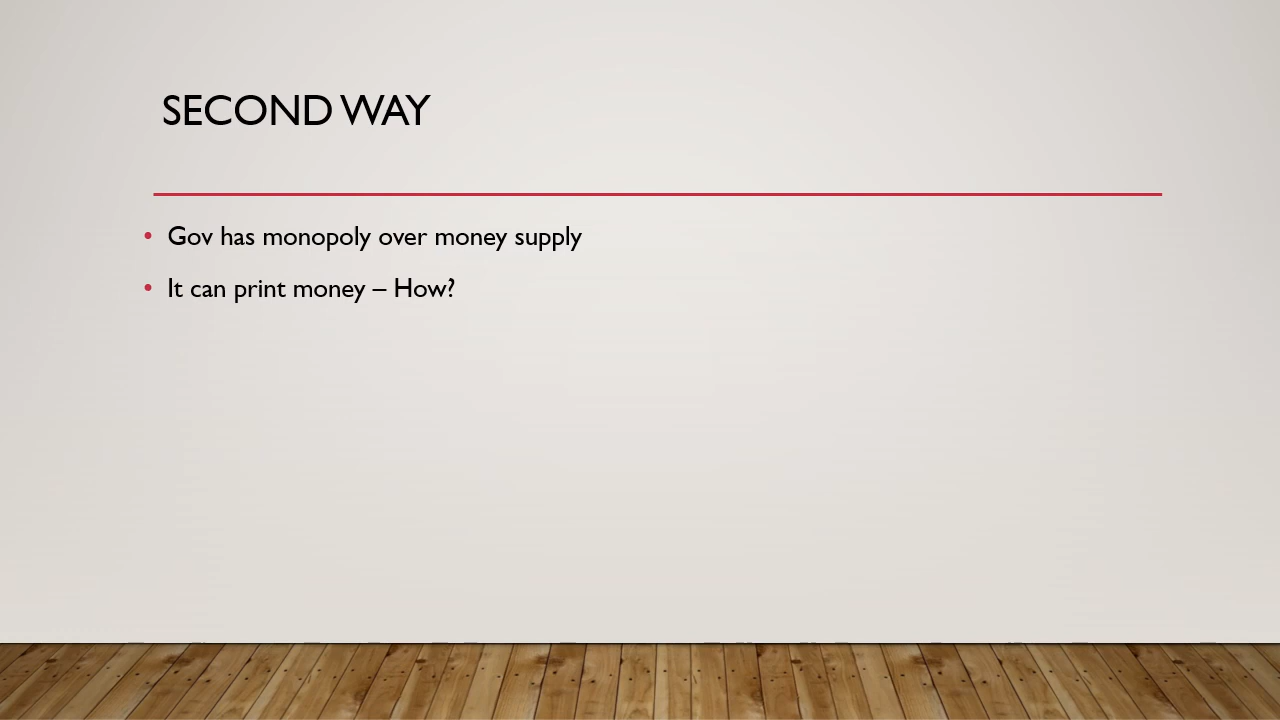 SECOND WAY
• Gov has monopoly over money supply
• It can print money – How?